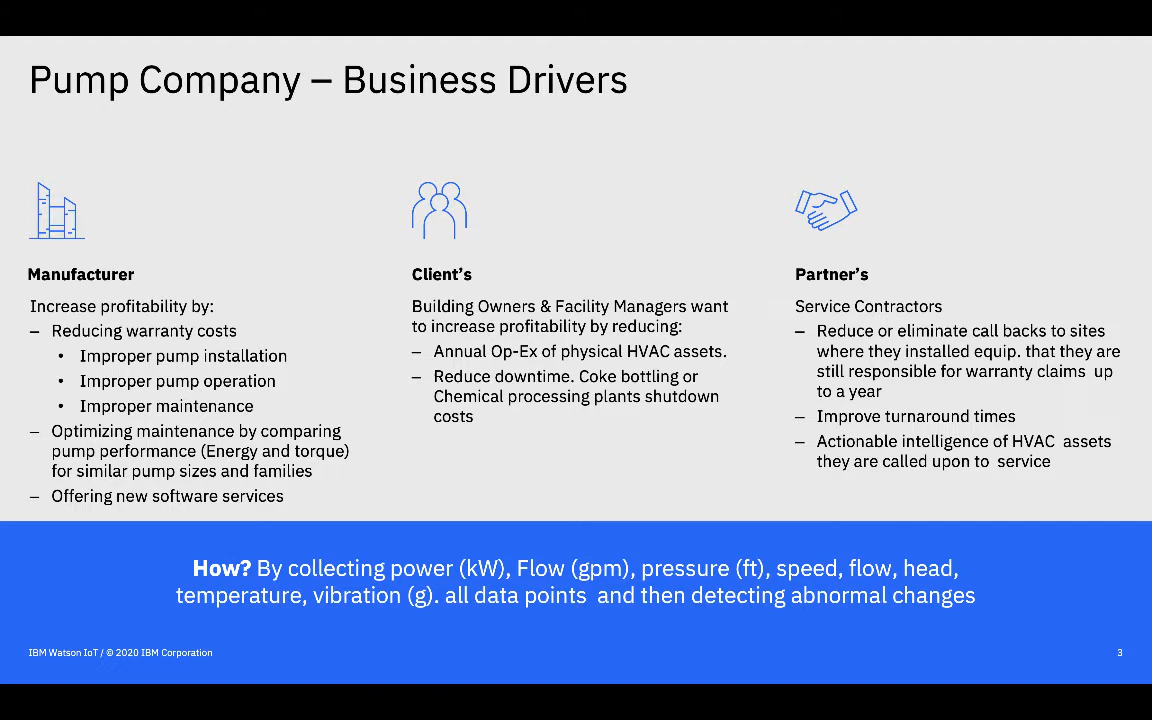 Pump Company – Business Drivers
Manufacturer
Increase profitability by:
– Reducing warranty costs
• Improper pump installation
• Improper pump operation
• Improper maintenance
– Optimizing maintenance by comparing
pump performance (Energy and torque)
for similar pump sizes and families
– Offering new software services
Client’s
Building Owners & Facility Managers want
to increase profitability by reducing:
– Annual Op-Ex of physical HVAC assets.
– Reduce downtime. Coke bottling or
Chemical processing plants shutdown
costs
Partner’s
Service Contractors
– Reduce or eliminate call backs to sites
where they installed equip. that they are
still responsible for warranty claims  up
to a year
– Improve turnaround times
– Actionable intelligence of HVAC  assets
they are called upon to  service
How? By collecting power (kW), Flow (gpm), pressure (ft), speed, flow, head,
temperature, vibration (g). all data points  and then detecting abnormal changes
IBM Watson IoT / © 2020 IBM Corporation
3